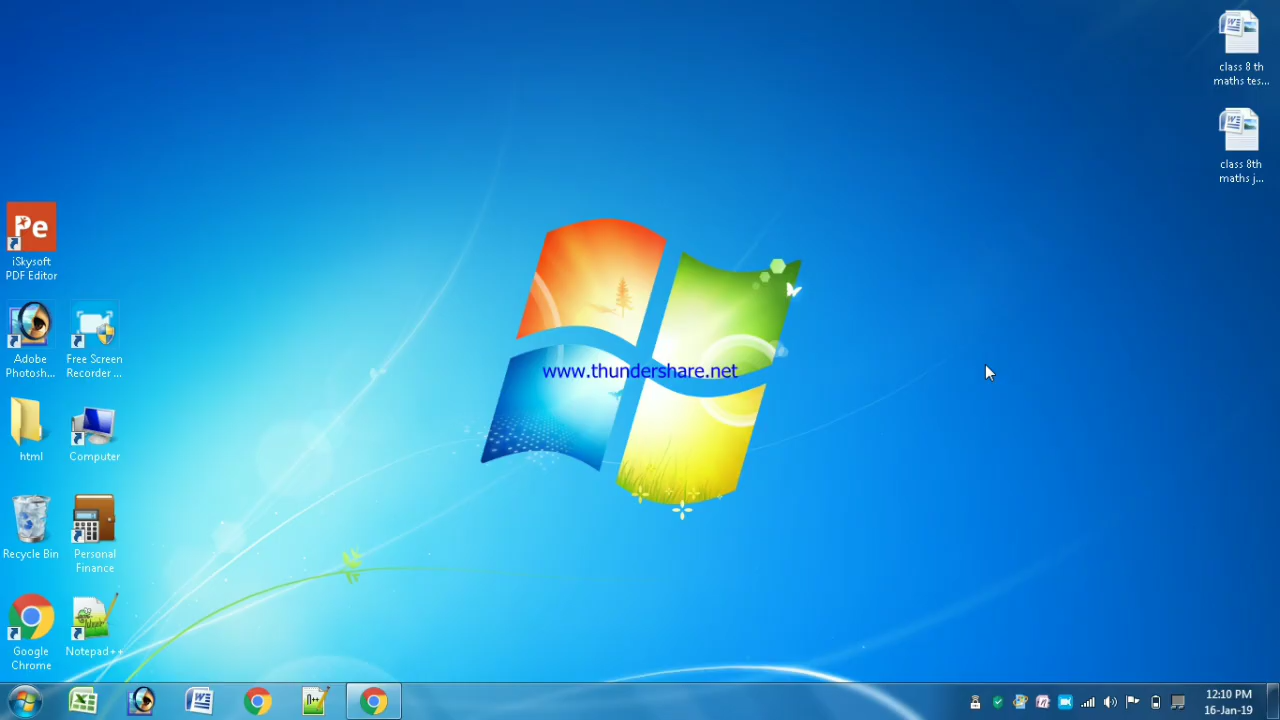 class 8 th
maths tes...
class 8th
maths j...
Pe
iSkysoft
PDF Editor
Adobe
Photosh...
Free Screen
Recorder ...
www.thundershare.net
html
Computer
Recycle Bin
Personal
Finance
Google
Chrome
Notepad++
12:10 PM
16-Jan-19